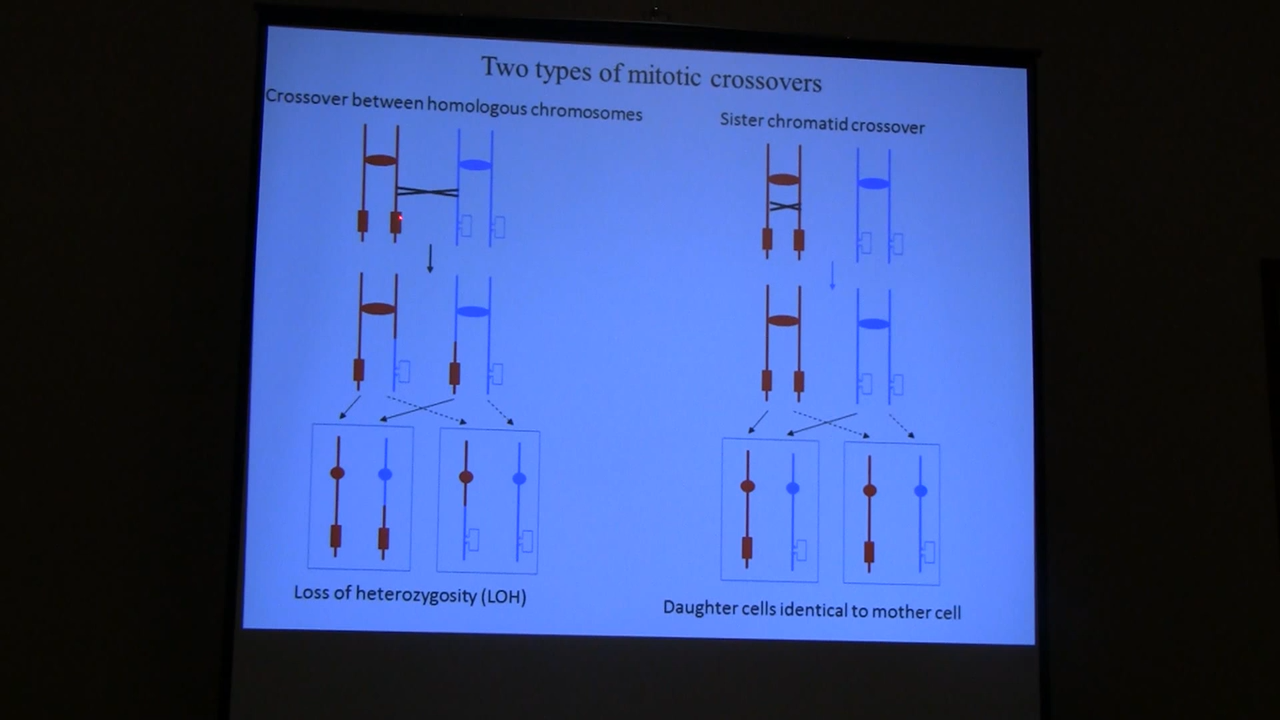 Two types of mitotic crossovers
Crossover between homologous chromosomes
Sister chromatid crossover
Loss of heterozygosity (LOH)
Daughter cells identical to mother cell